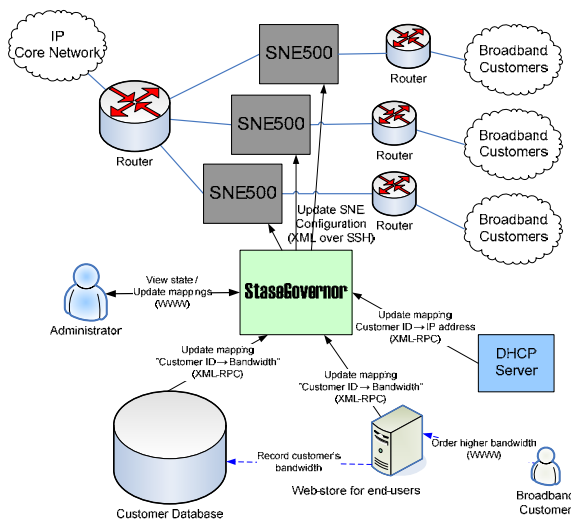 IP
Core Network
Router
SNE500
SNE500
SNE500
Router
Router
Router
Broadband
Customers
Broadband
Customers
Broadband
Customers
Update SNE
Configuration
(XML over SSH)
StaseGovernor
Administrator
View state /
Update mappings
(WWW)
Update mapping
Customer ID→IP address
(XML-RPC)
DHCP
Server
Update mapping
"Customer ID→Bandwidth"
(XML-RPC)
Update mapping
"Customer ID→Bandwidth"
(XML-RPC)
Order higher bandwidth
(WWW)
Record customer's
bandwidth
Web-store for end-users
Customer Database
Broadband
Customer